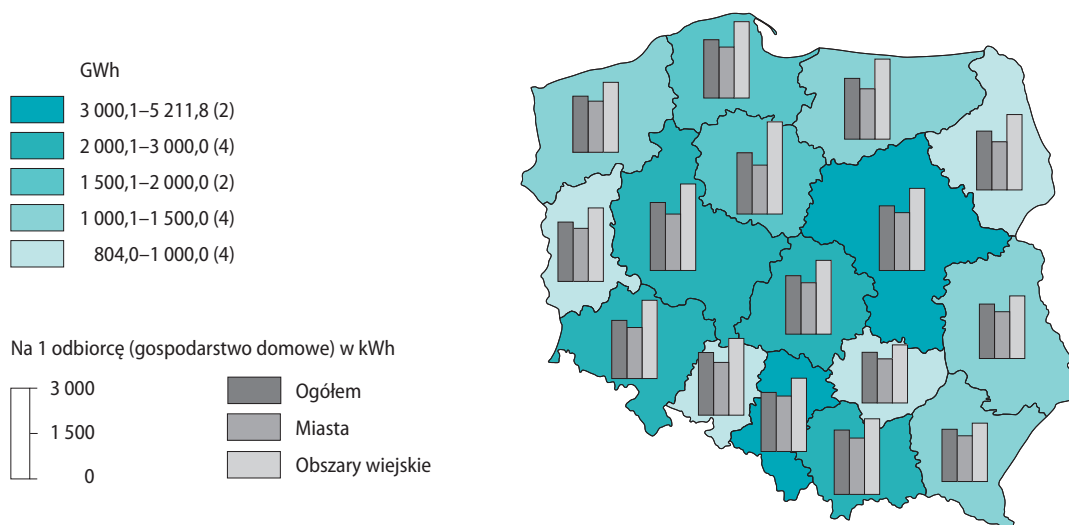 GWh
3 000,1–5 211,8 (2)
2 000,1–3 000,0 (4)
1 500,1–2 000,0 (2)
1 000,1–1 500,0 (4)
804,0–1 000,0 (4)
Na 1 odbiorcę (gospodarstwo domowe) w kWh
3 000
1 500
0
Ogółem
Miasta
Obszary wiejskie